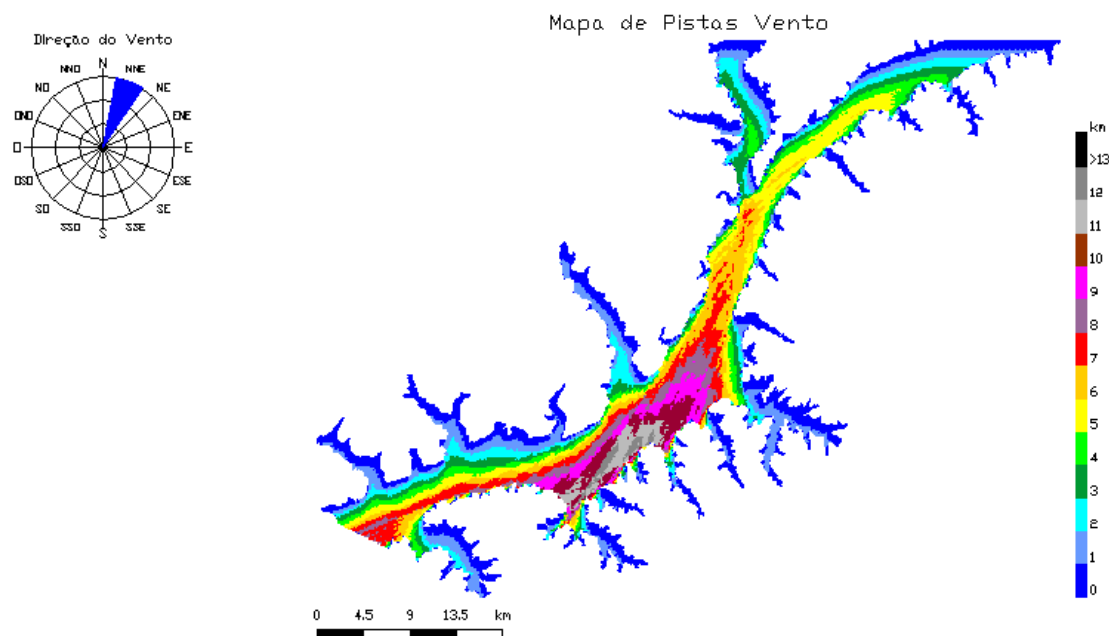 Mapa de Pistas Vento
Direção do Vento
N
NNO NNE
NO NE
ONO ENE
O E
OSO ESE
SO SE
SSO SSE
S
km
>13
12
11
10
9
8
7
6
5
4
3
2
1
0
0 4.5 9 13.5 km